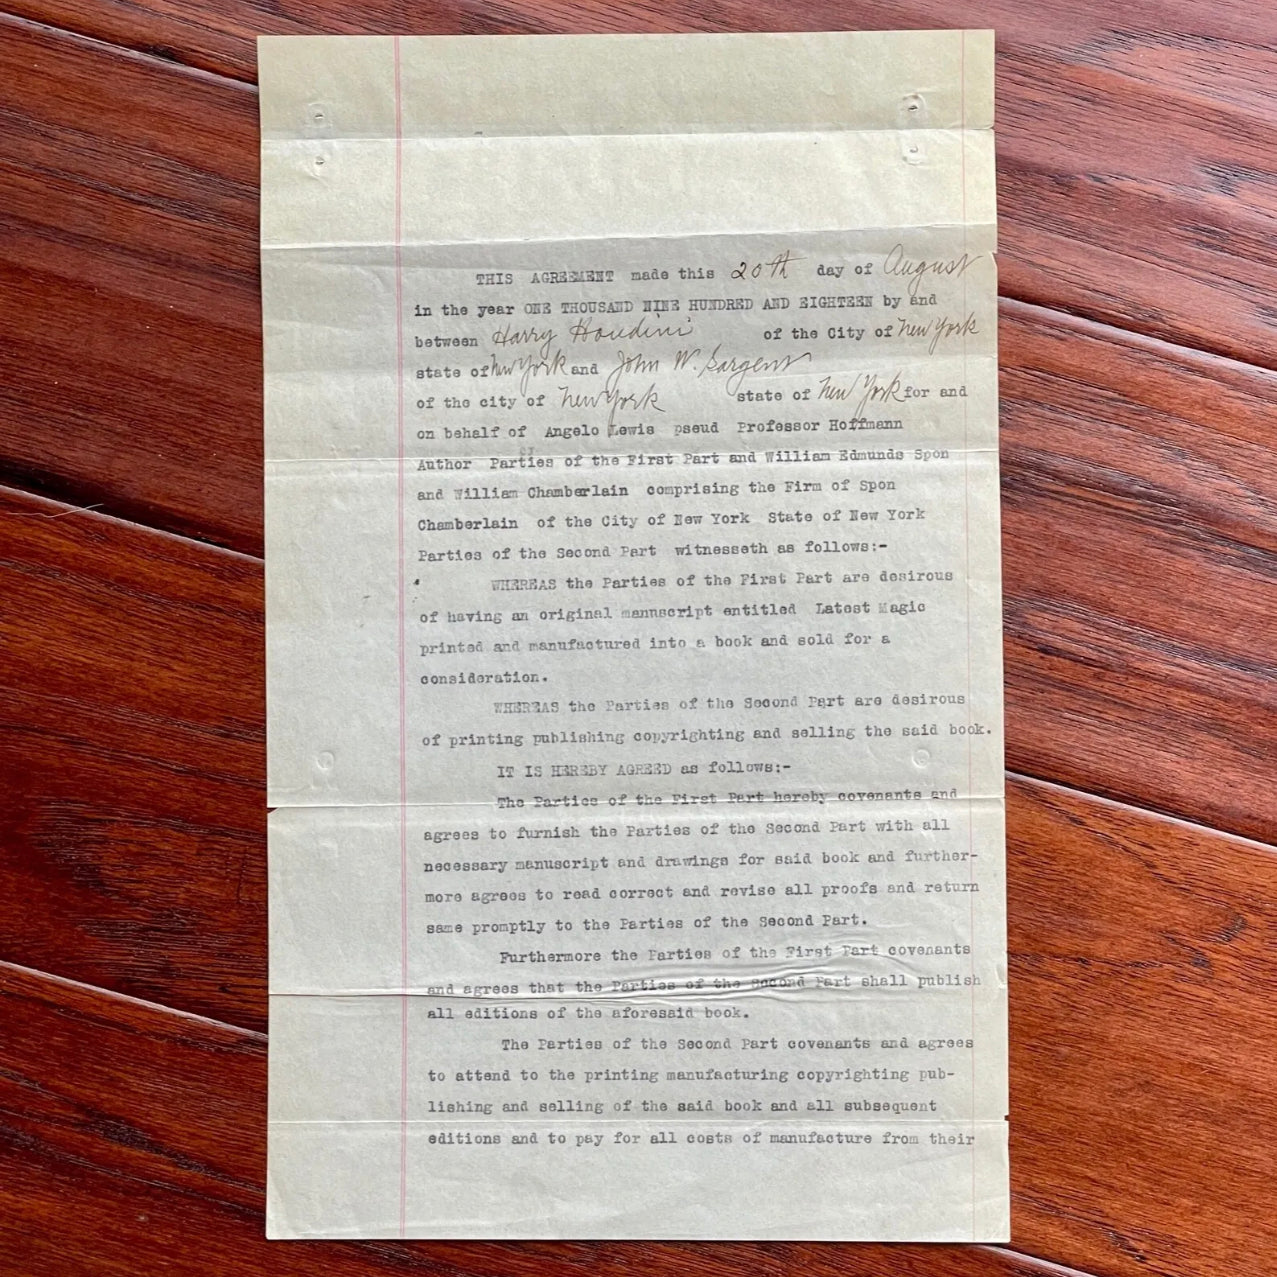 THIS AGREEMENT made this 20th day of August
in the year ONE THOUSAND NINE HUNDRED AND EIGHTEEN by and
between Harry Houdini of the City of New York
state of New York and John W. Sargent
of the city of New York state of New York for and
on behalf of Angelo Lewis pseud Professor Hoffmann
Author Parties of the First Part and William Edmunds Spon
and William Chamberlain comprising the Firm of Spon
Chamberlain of the City of New York State of New York
Parties of the Second Part witnesseth as follows:-
WHEREAS the Parties of the First Part are desirous
of having an original manuscript entitled Latest Magic
printed and manufactured into a book and sold for a
consideration.
WHEREAS the Parties of the Second Part are desirous
of printing publishing copyrighting and selling the said book.
IT IS HEREBY AGREED as follows:-
The Parties of the First Part hereby covenants and
agrees to furnish the Parties of the Second Part with all
necessary manuscript and drawings for said book and further-
more agrees to read correct and revise all proofs and return
same promptly to the Parties of the Second Part.
Furthermore the Parties of the First Part covenants
and agrees that the Parties of the Second Part shall publish
all editions of the aforesaid book.
The Parties of the Second Part covenants and agrees
to attend to the printing manufacturing copyrighting pub-
lishing and selling of the said book and all subsequent
editions and to pay for all costs of manufacture from their